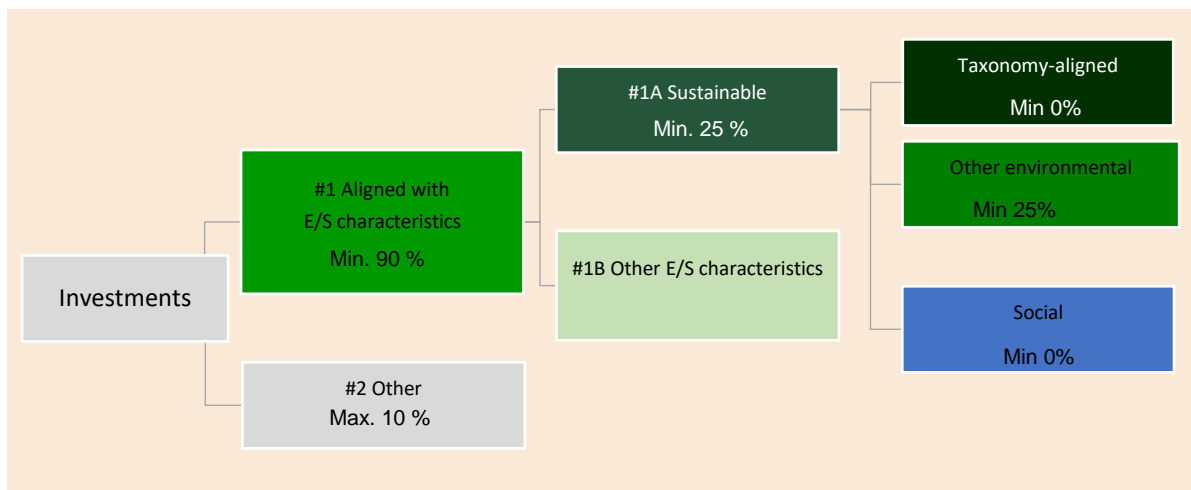 Investments
#1 Aligned with
E/S characteristics
Min. 90 %
#2 Other
Max. 10 %
#1A Sustainable
Min. 25 %
#1B Other E/S characteristics
Taxonomy-aligned
Min 0%
Other environmental
Min 25%
Social
Min 0%